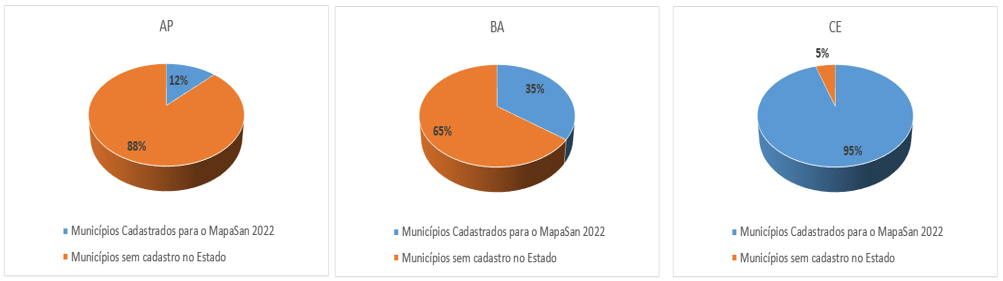 AP
12%
88%
Municípios Cadastrados para o MapaSan 2022
Municípios sem cadastro no Estado
BA
35%
65%
Municípios Cadastrados para o MapaSan 2022
Municípios sem cadastro no Estado
CE
5%
95%
Municípios Cadastrados para o MapaSan 2022
Municípios sem cadastro no Estado